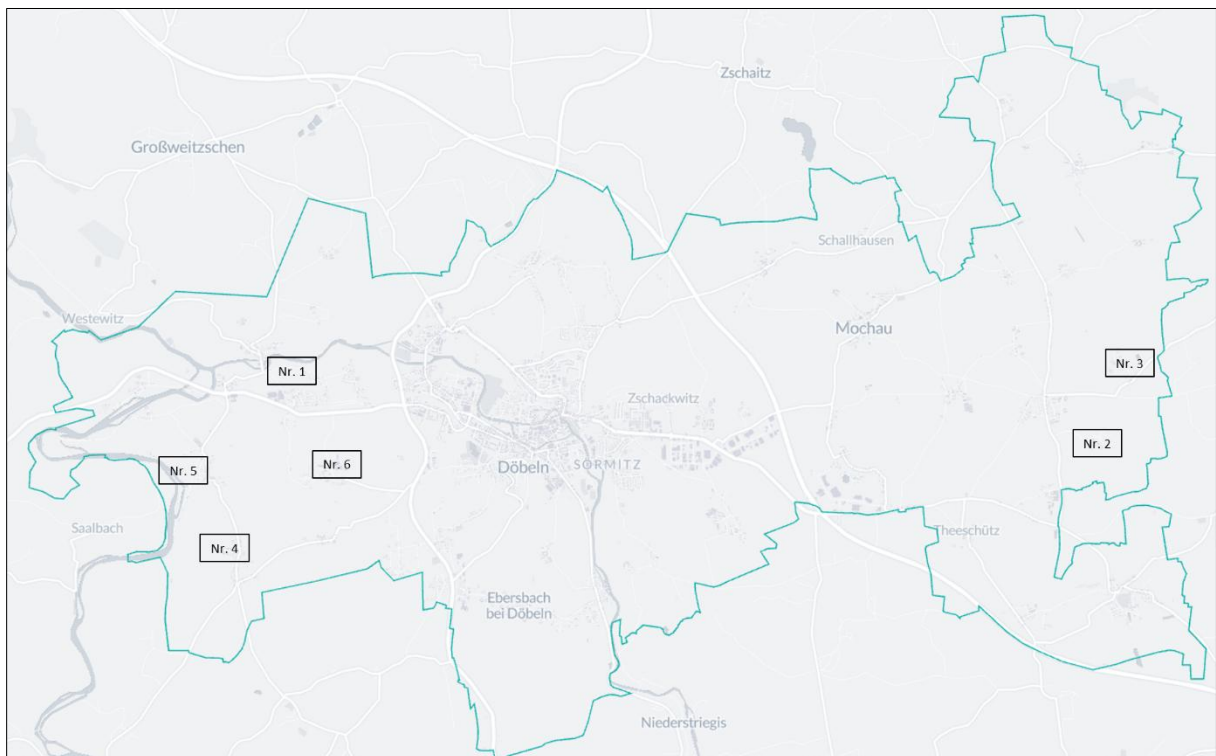 Zschaitz
Großweitzschen
Schallhausen
Westewitz
Mochau
Nr. 1
Nr. 3
Zschackwitz
Nr. 2
Nr. 6
Nr. 5
Döbeln
SÖRMITZ
Saalbach
Theeschütz
Nr. 4
Ebersbach
bei Döbeln
Niederstriegis